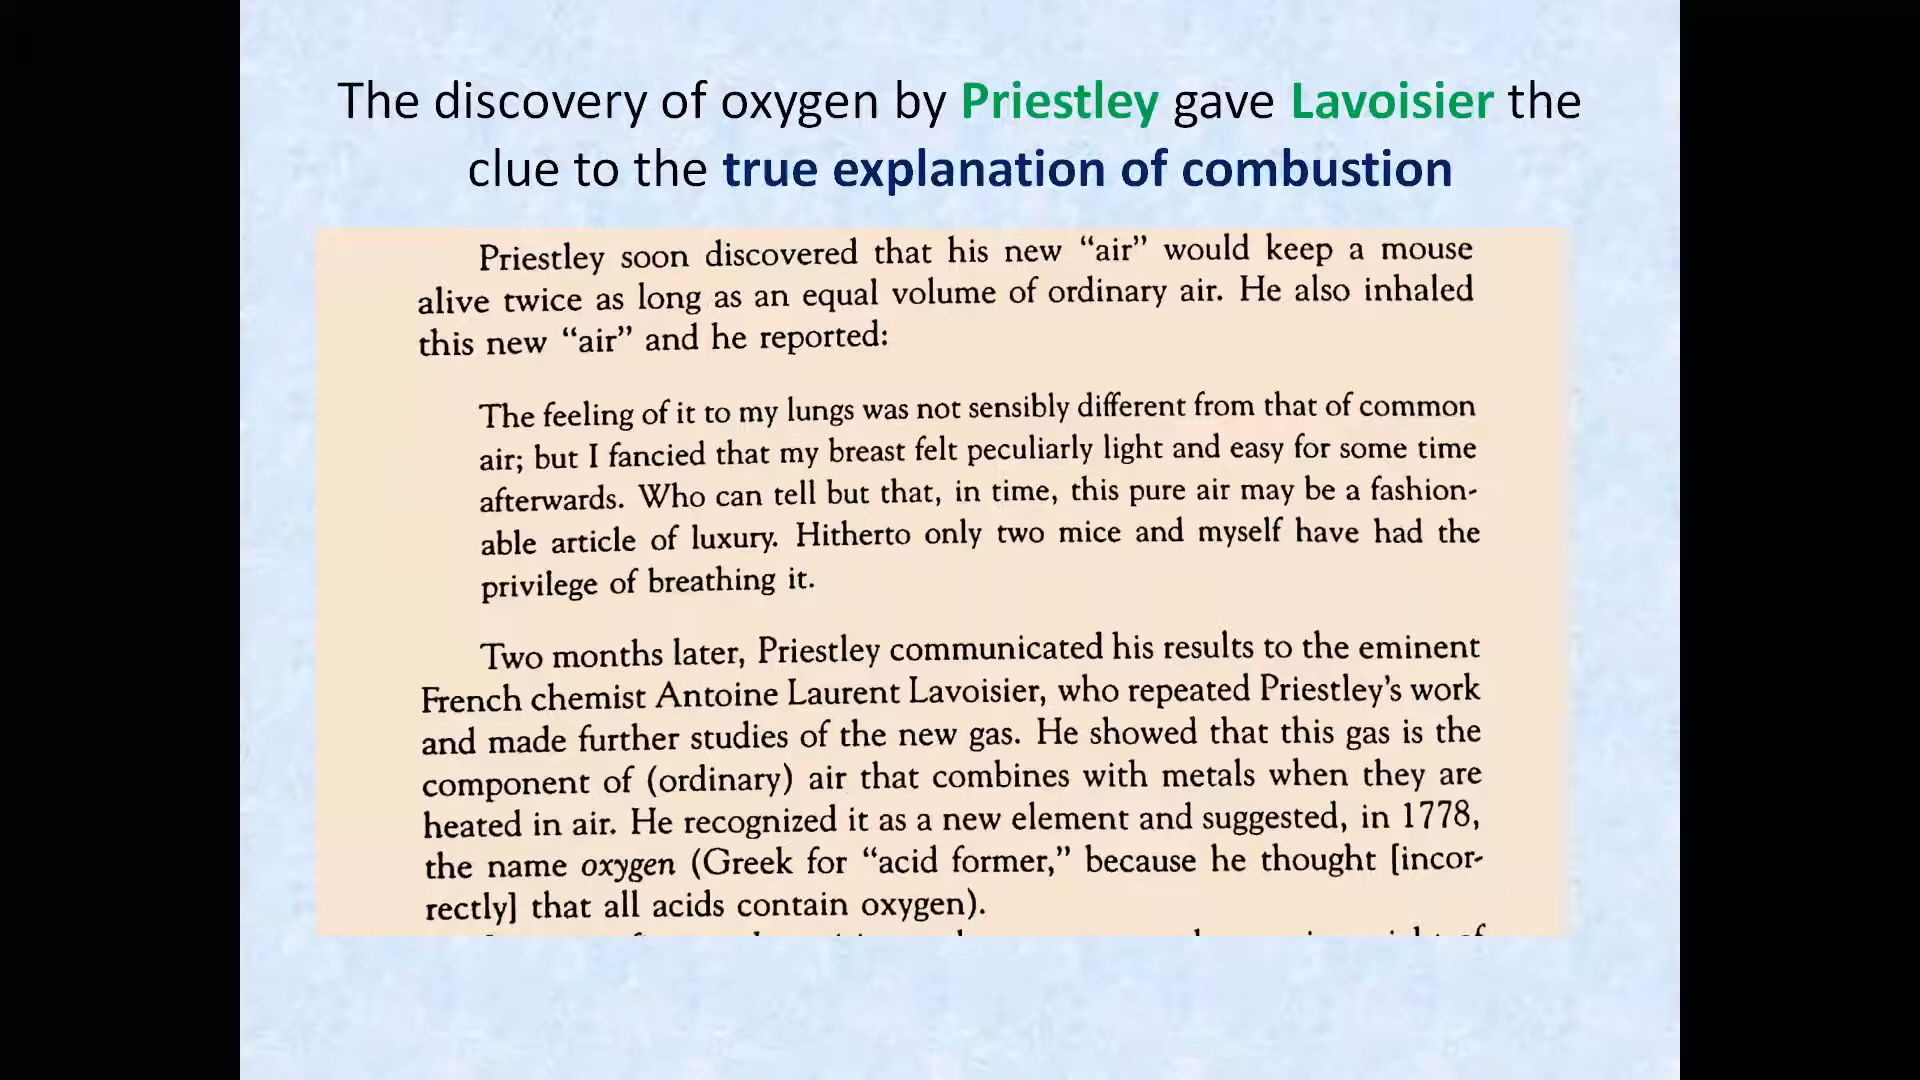 The discovery of oxygen by Priestley gave Lavoisier the
clue to the true explanation of combustion
Priestley soon discovered that his new “air” would keep a mouse
alive twice as long as an equal volume of ordinary air. He also inhaled
this new “air” and he reported:
The feeling of it to my lungs was not sensibly different from that of common
air; but I fancied that my breast felt peculiarly light and easy for some time
afterwards. Who can tell but that, in time, this pure air may be a fashion-
able article of luxury. Hitherto only two mice and myself have had the
privilege of breathing it.
Two months later, Priestley communicated his results to the eminent
French chemist Antoine Laurent Lavoisier, who repeated Priestley’s work
and made further studies of the new gas. He showed that this gas is the
component of (ordinary) air that combines with metals when they are
heated in air. He recognized it as a new element and suggested, in 1778,
the name oxygen (Greek for “acid former,” because he thought [incor-
rectly] that all acids contain oxygen).